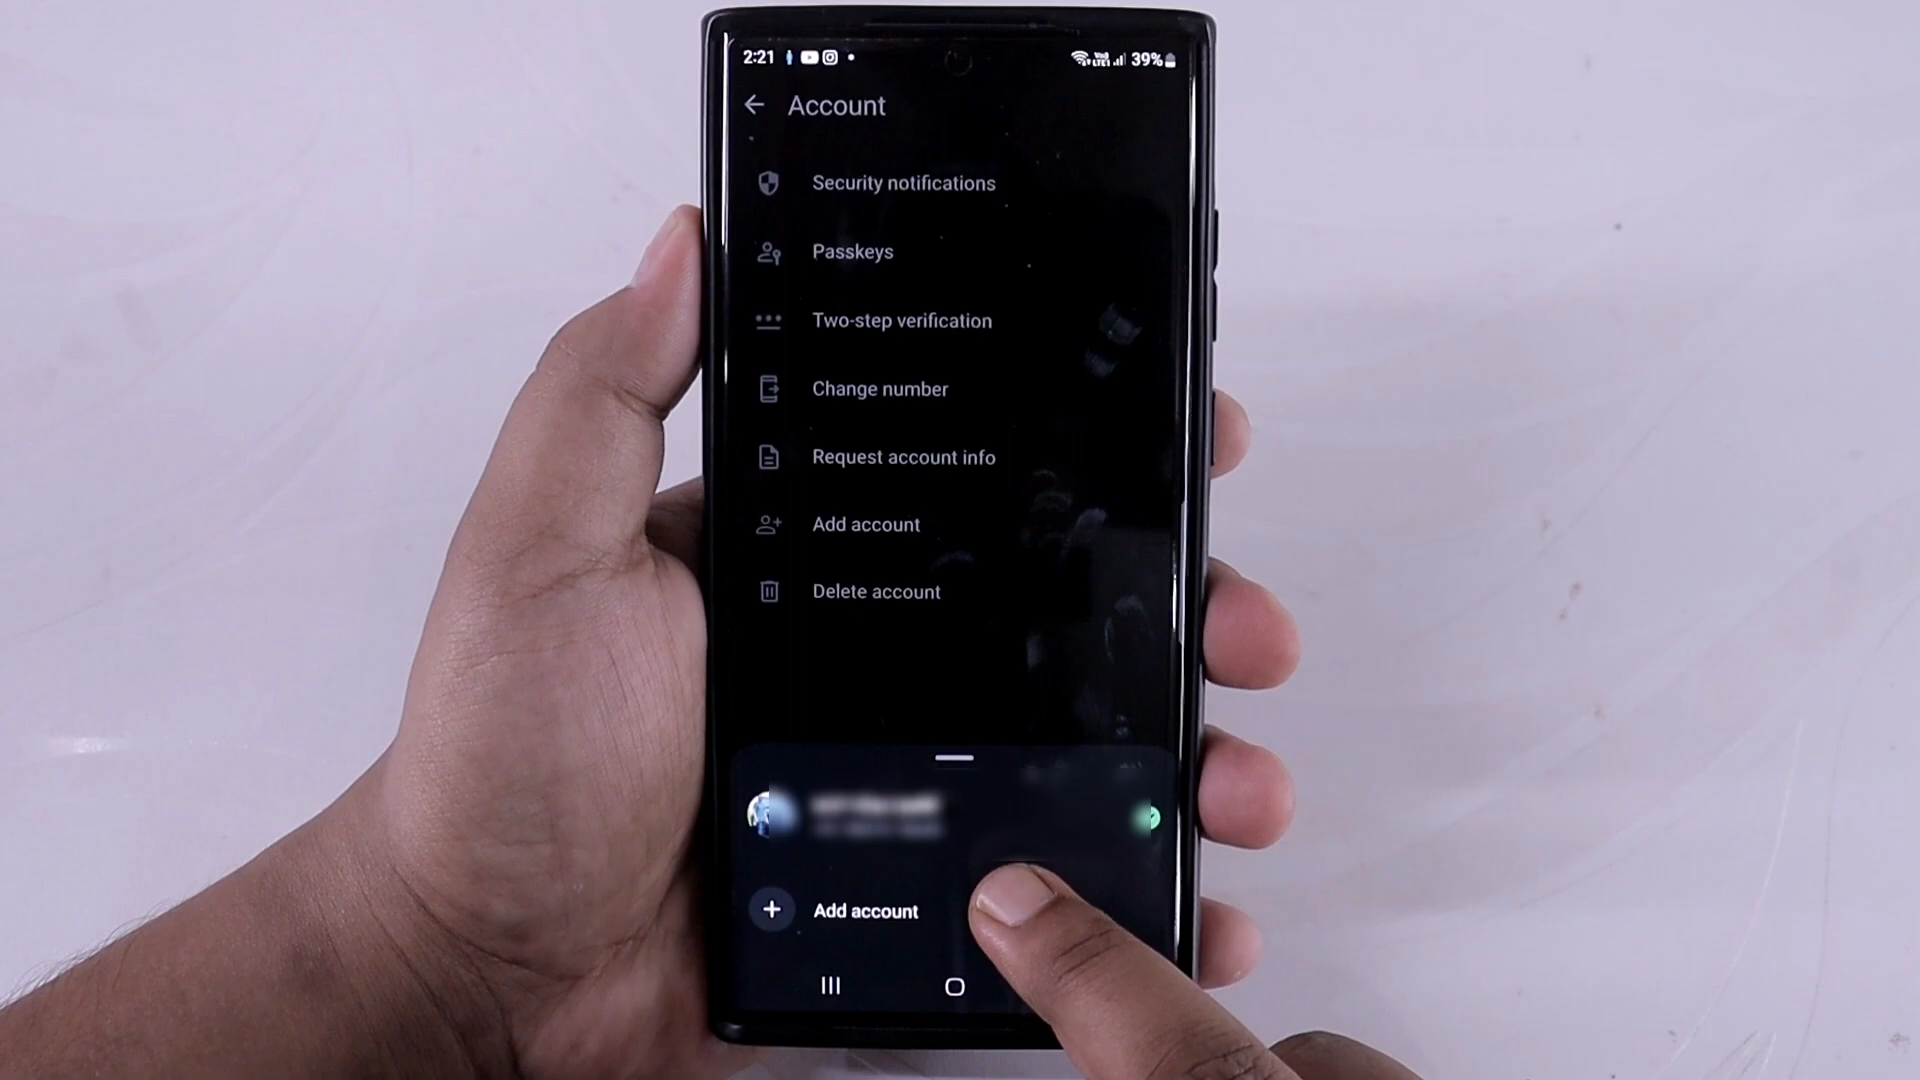 2:21 39%
Account
Security notifications
Passkeys
Two-step verification
Change number
Request account info
Add account
Delete account
Add account